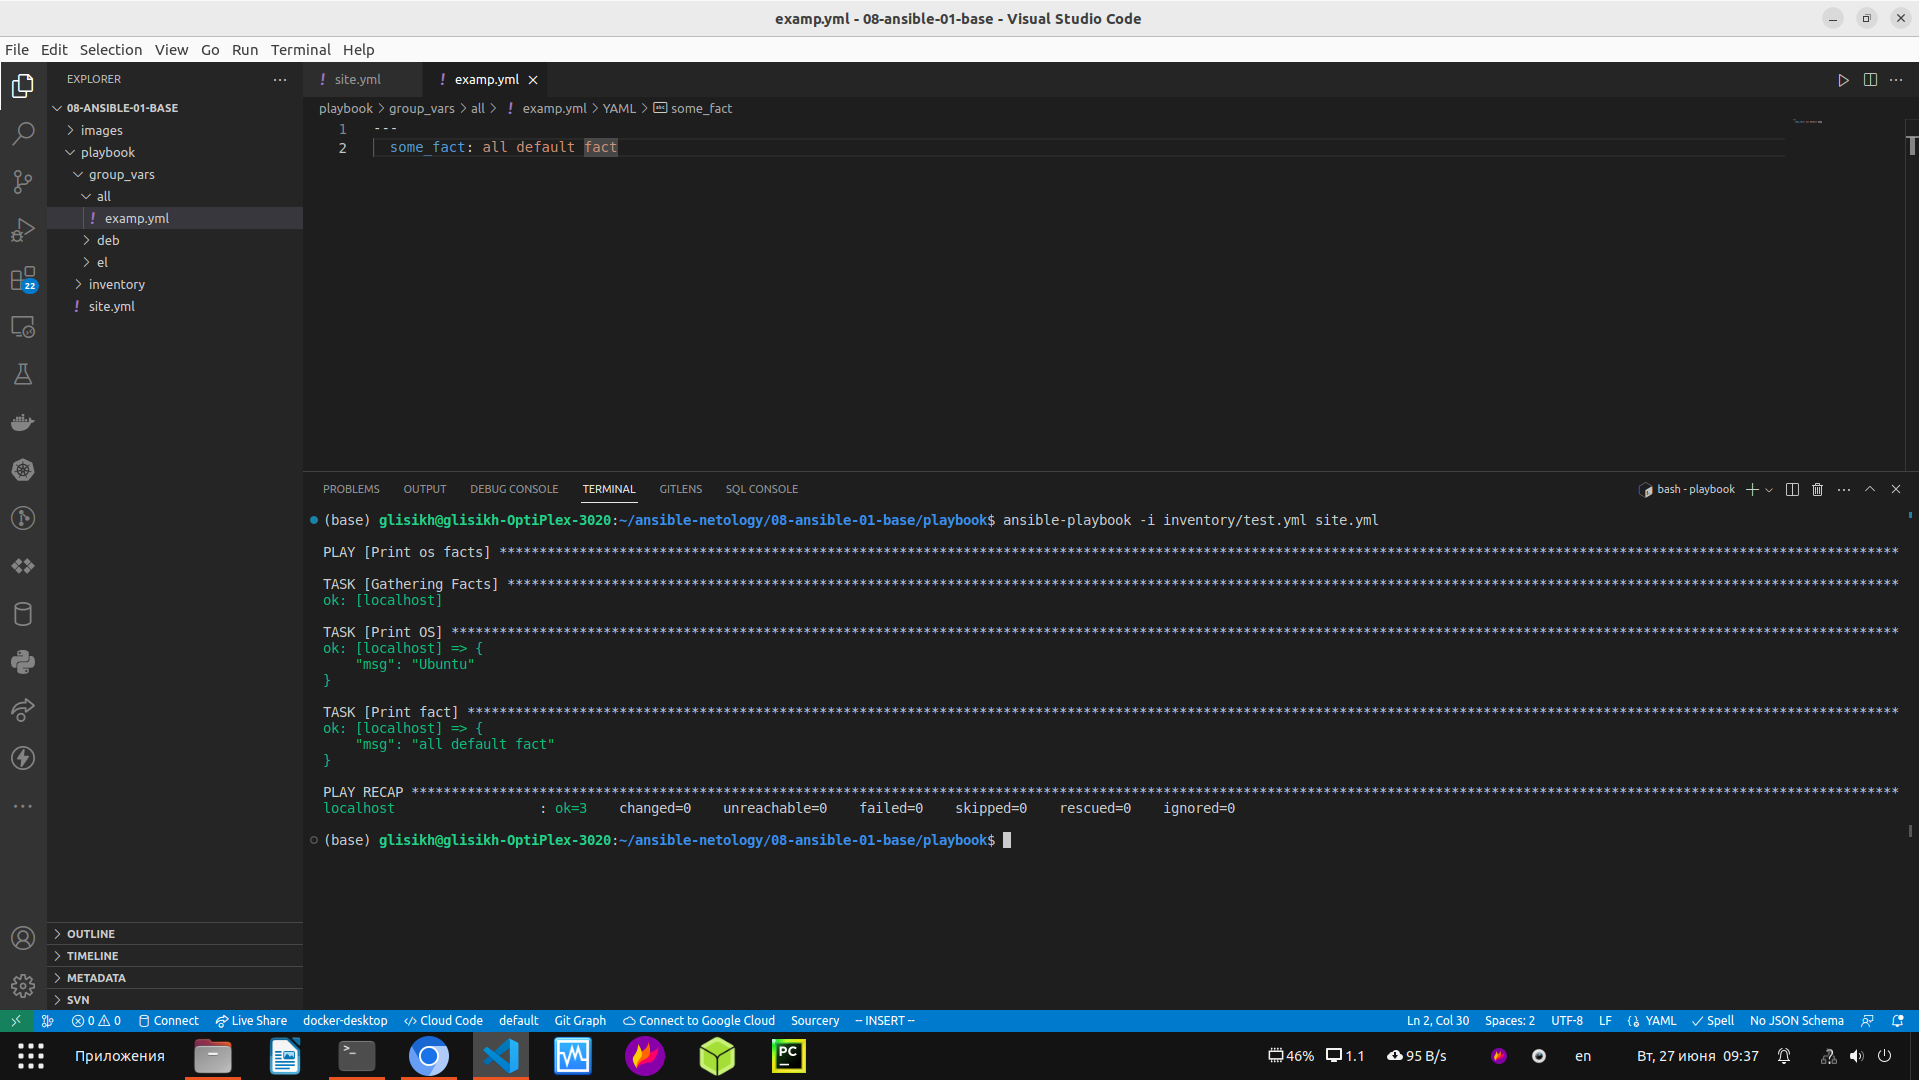 examp.yml - 08-ansible-01-base - Visual Studio Code
File Edit Selection View Go Run Terminal Help
EXPLORER
08-ANSIBLE-01-BASE
images
playbook
group_vars
all
examp.yml
deb
el
inventory
site.yml
22
OUTLINE
TIMELINE
METADATA
SVN
site.yml
examp.yml
playbook > group_vars > all > ! examp.yml > YAML > some_fact
1 ---
2 some_fact: all default fact
PROBLEMS OUTPUT DEBUG CONSOLE TERMINAL GITLENS SQL CONSOLE
bash - playbook
(base) glisikh@glisikh-OptiPlex-3020:~/ansible-netology/08-ansible-01-base/playbook$ ansible-playbook -i inventory/test.yml site.yml
PLAY [Print os facts] *******************************************************************************************************************************************************************************
TASK [Gathering Facts] ******************************************************************************************************************************************************************************
ok: [localhost]
TASK [Print OS] *************************************************************************************************************************************************************************************
ok: [localhost] => {
"msg": "Ubuntu"
}
TASK [Print fact] ***********************************************************************************************************************************************************************************
ok: [localhost] => {
"msg": "all default fact"
}
PLAY RECAP ******************************************************************************************************************************************************************************************
localhost : ok=3 changed=0 unreachable=0 failed=0 skipped=0 rescued=0 ignored=0
(base) glisikh@glisikh-OptiPlex-3020:~/ansible-netology/08-ansible-01-base/playbook$
0 0 Connect Live Share docker-desktop Cloud Code default Git Graph Connect to Google Cloud Sourcery -- INSERT -- Ln 2, Col 30 Spaces: 2 UTF-8 LF YAML Spell No JSON Schema
Приложения PC 46% 1.1 95 B/s en Вт, 27 июня 09:37